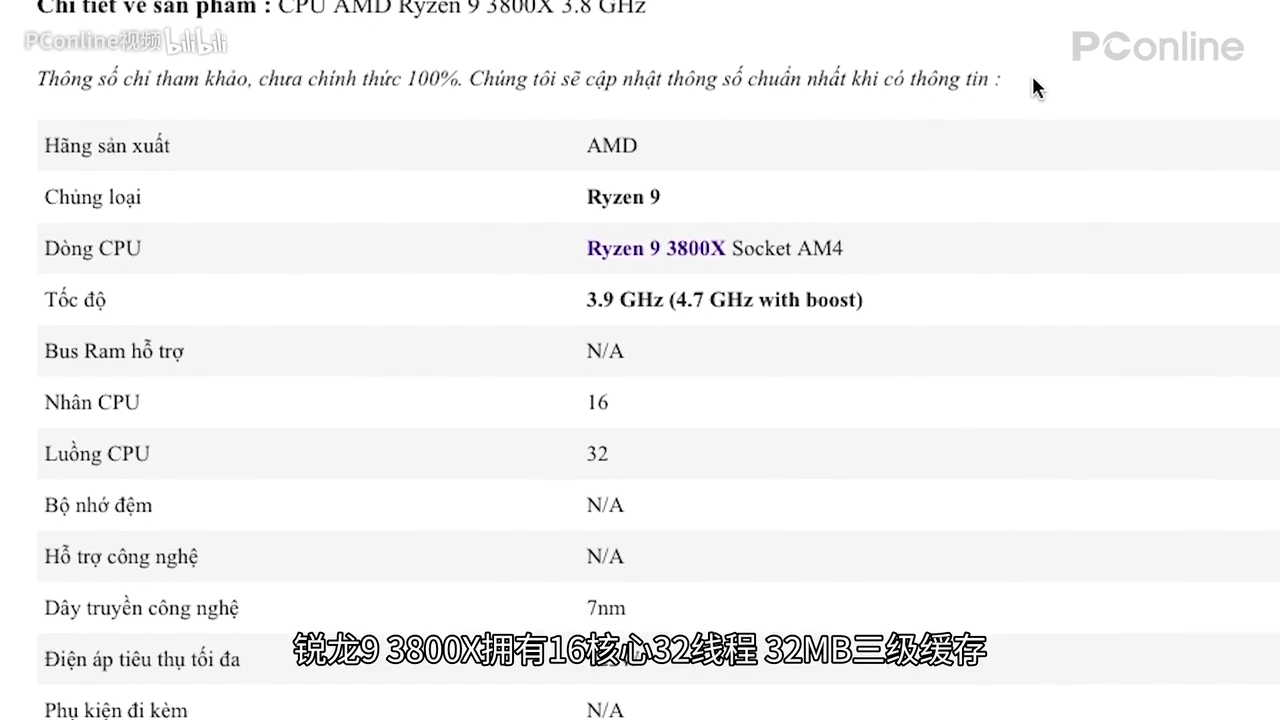 Chi tiết về sản phẩm : CPU AMD Ryzen 9 3800X 3.8 GHz
PConline视频 bilibili
PConline
Thông số chỉ tham khảo, chưa chính thức 100%. Chúng tôi sẽ cập nhật thông số chuẩn nhất khi có thông tin :
Hãng sản xuất AMD
Chủng loại Ryzen 9
Dòng CPU Ryzen 9 3800X Socket AM4
Tốc độ 3.9 GHz (4.7 GHz with boost)
Bus Ram hỗ trợ N/A
Nhân CPU 16
Luồng CPU 32
Bộ nhớ đệm N/A
Hỗ trợ công nghệ N/A
Dây truyền công nghệ 7nm
Điện áp tiêu thụ tối đa
锐龙9 3800X拥有16核心32线程 32MB三级缓存
Phụ kiện đi kèm N/A